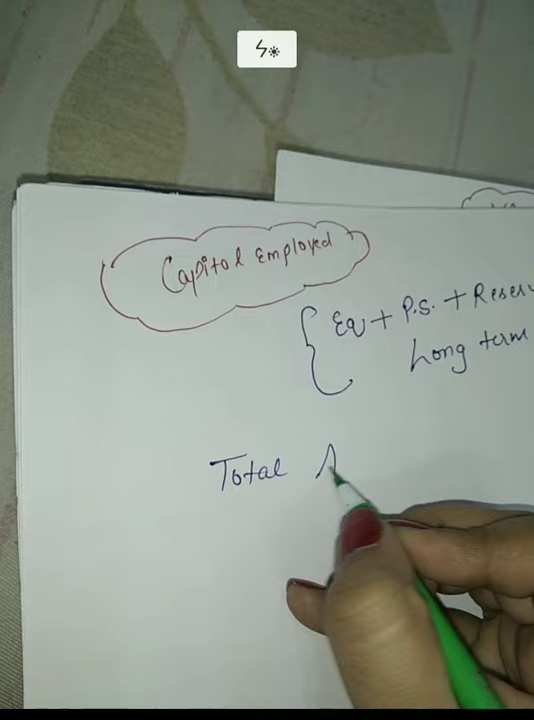 Capital Employed
Eq + P.S. + Reser
Long term
Total A